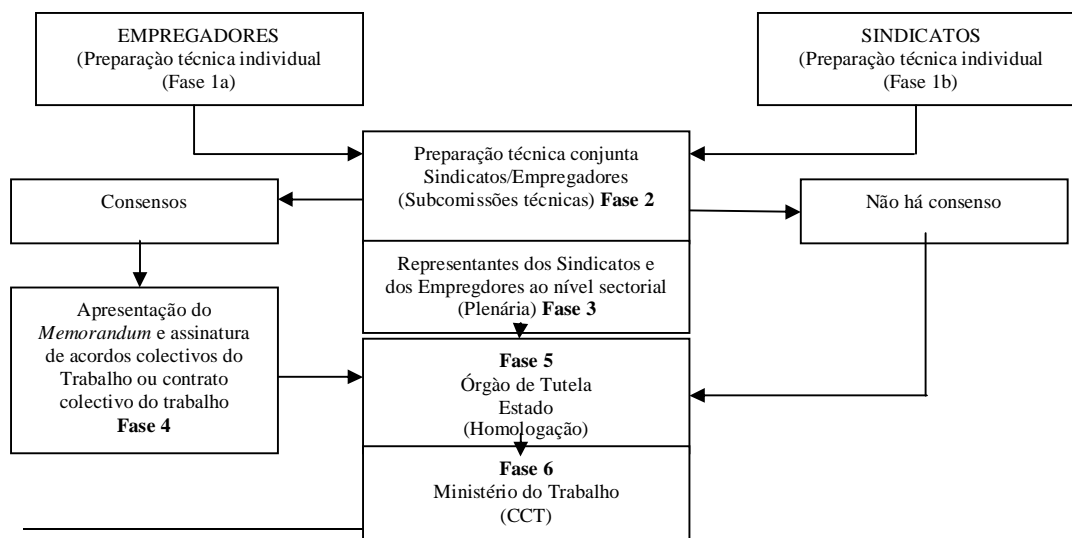 EMPREGADORES
(Preparaçào técnica individual
(Fase 1a)
SINDICATOS
(Preparaçào técnica individual
(Fase 1b)
Preparação técnica conjunta
Sindicatos/Empregadores
(Subcomissões técnicas) Fase 2
Consensos
Não há consenso
Representantes dos Sindicatos e
dos Empregdores ao nível sectorial
(Plenária) Fase 3
Apresentação do
Memorandum e assinatura
de acordos colectivos do
Trabalho ou contrato
colectivo do trabalho
Fase 4
Fase 5
Órgào de Tutela
Estado
(Homologação)
Fase 6
Ministério do Trabalho
(CCT)